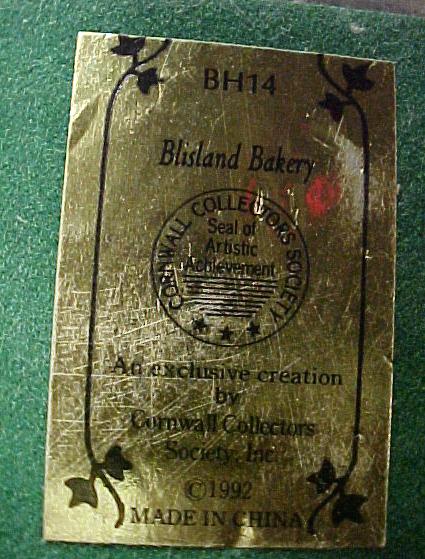 BH14
Blisland Bakery
CORNWALL COLLECTORS SOCIETY
Seal of
Artistic
Achievement
An exclusive creation
by
Cornwall Collectors
Society, Inc.
©1992
MADE IN CHINA